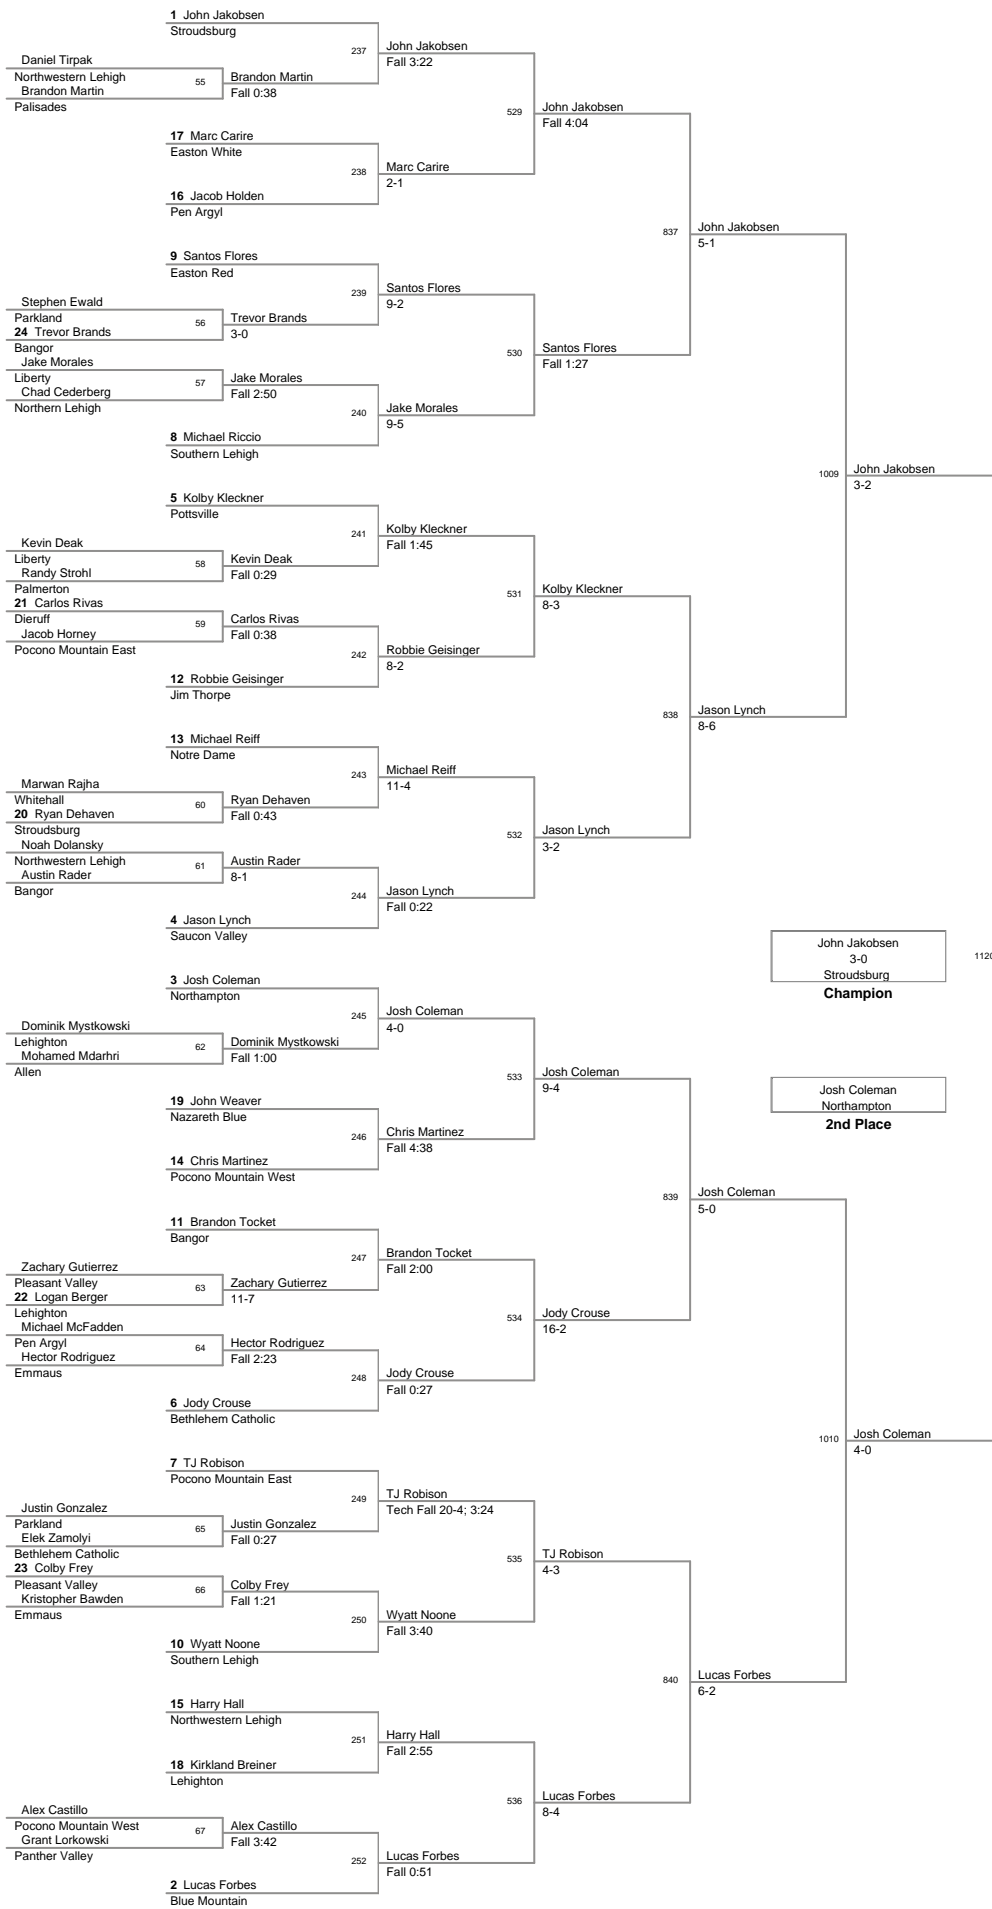 1 John Jakobsen
Stroudsburg
237 John Jakobsen
Fall 3:22
Daniel Tirpak
Northwestern Lehigh
55 Brandon Martin
Fall 0:38
Brandon Martin
Palisades
529 John Jakobsen
Fall 4:04
17 Marc Carire
Easton White
238 Marc Carire
2-1
16 Jacob Holden
Pen Argyl
837 John Jakobsen
5-1
9 Santos Flores
Easton Red
239 Santos Flores
9-2
Stephen Ewald
Parkland
56 Trevor Brands
3-0
24 Trevor Brands
Bangor
530 Santos Flores
Fall 1:27
Jake Morales
Liberty
57 Jake Morales
Fall 2:50
Chad Cederberg
Northern Lehigh
240 Jake Morales
9-5
8 Michael Riccio
Southern Lehigh
1009 John Jakobsen
3-2
5 Kolby Kleckner
Pottsville
241 Kolby Kleckner
Fall 1:45
Kevin Deak
Liberty
58 Kevin Deak
Fall 0:29
Randy Strohl
Palmerton
531 Kolby Kleckner
8-3
21 Carlos Rivas
Dieruff
59 Carlos Rivas
Fall 0:38
Jacob Horney
Pocono Mountain East
242 Robbie Geisinger
8-2
12 Robbie Geisinger
Jim Thorpe
838 Jason Lynch
8-6
13 Michael Reiff
Notre Dame
243 Michael Reiff
11-4
Marwan Rajha
Whitehall
60 Ryan Dehaven
Fall 0:43
20 Ryan Dehaven
Stroudsburg
532 Jason Lynch
3-2
Noah Dolansky
Northwestern Lehigh
61 Austin Rader
8-1
Austin Rader
Bangor
244 Jason Lynch
Fall 0:22
4 Jason Lynch
Saucon Valley
John Jakobsen
3-0
Stroudsburg
Champion
1120
3 Josh Coleman
Northampton
245 Josh Coleman
4-0
Dominik Mystkowski
Lehighton
62 Dominik Mystkowski
Fall 1:00
Mohamed Mdarhri
Allen
533 Josh Coleman
9-4
Josh Coleman
Northampton
2nd Place
19 John Weaver
Nazareth Blue
246 Chris Martinez
Fall 4:38
14 Chris Martinez
Pocono Mountain West
839 Josh Coleman
5-0
11 Brandon Tocket
Bangor
247 Brandon Tocket
Fall 2:00
Zachary Gutierrez
Pleasant Valley
63 Zachary Gutierrez
11-7
22 Logan Berger
Lehighton
534 Jody Crouse
16-2
Michael McFadden
Pen Argyl
64 Hector Rodriguez
Fall 2:23
Hector Rodriguez
Emmaus
248 Jody Crouse
Fall 0:27
6 Jody Crouse
Bethlehem Catholic
1010 Josh Coleman
4-0
7 TJ Robison
Pocono Mountain East
249 TJ Robison
Tech Fall 20-4; 3:24
Justin Gonzalez
Parkland
65 Justin Gonzalez
Fall 0:27
Elek Zamolyi
Bethlehem Catholic
535 TJ Robison
4-3
23 Colby Frey
Pleasant Valley
66 Colby Frey
Fall 1:21
Kristopher Bawden
Emmaus
250 Wyatt Noone
Fall 3:40
10 Wyatt Noone
Southern Lehigh
840 Lucas Forbes
6-2
15 Harry Hall
Northwestern Lehigh
251 Harry Hall
Fall 2:55
18 Kirkland Breiner
Lehighton
536 Lucas Forbes
8-4
Alex Castillo
Pocono Mountain West
67 Alex Castillo
Fall 3:42
Grant Lorkowski
Panther Valley
252 Lucas Forbes
Fall 0:51
2 Lucas Forbes
Blue Mountain